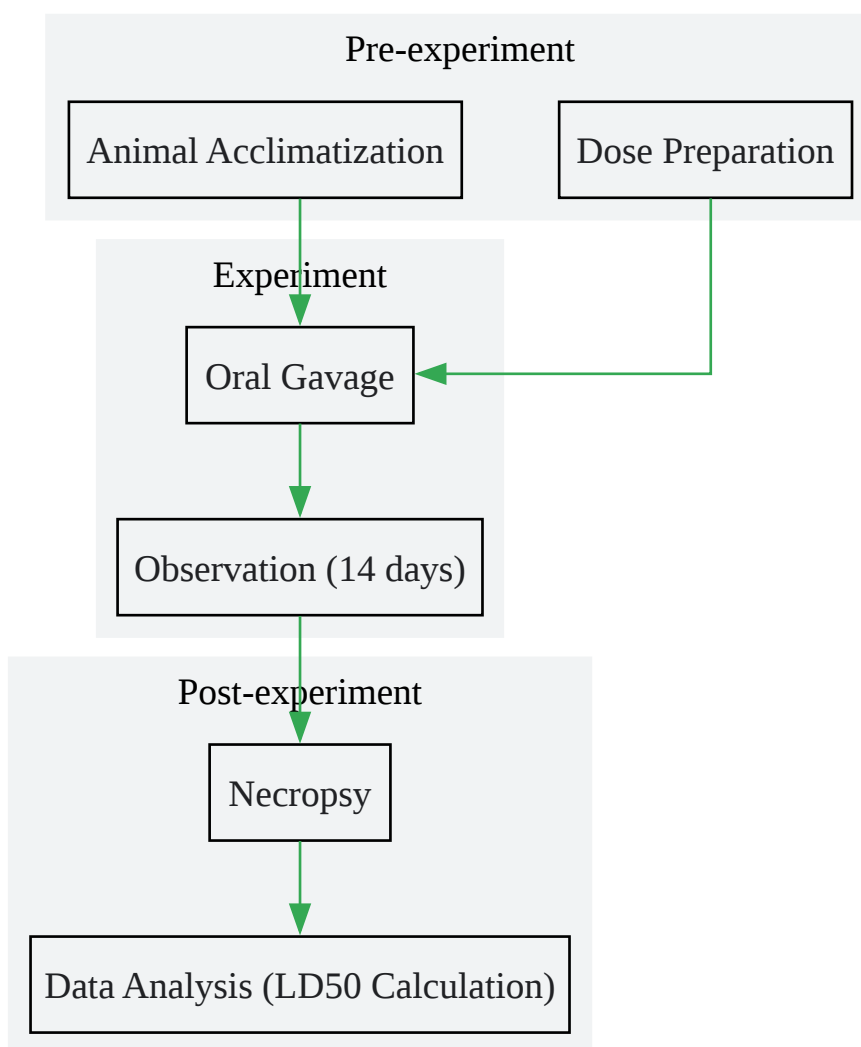 Pre-experiment
Animal Acclimatization
Dose Preparation
Experiment
Oral Gavage
Observation (14 days)
Post-experiment
Necropsy
Data Analysis (LD50 Calculation)